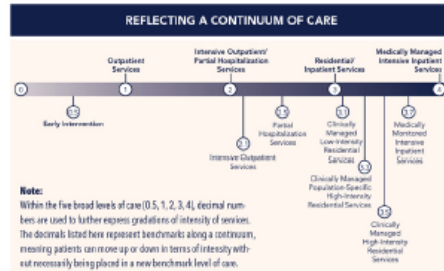 REFLECTING A CONTINUUM OF CARE
Outpatient
Services
Intensive Outpatient/
Partial Hospitalization
Services
Residential/
Inpatient Services
Medically Managed
Intensive Inpatient
Services
0
1
2
3
4
0.5
Early Intervention
2.1
Intensive Outpatient
Services
2.5
Partial
Hospitalization
Services
3.1
Clinically
Managed
Low-Intensity
Residential
Services
3.3
Clinically Managed
Population-Specific
High-Intensity
Residential Services
3.5
Clinically
Managed
High-Intensity
Residential
Services
3.7
Medically
Monitored
Intensive
Inpatient
Services
Note:
Within the five broad levels of care (0.5, 1, 2, 3, 4), decimal num-
bers are used to further express gradations of intensity of services.
The decimals listed here represent benchmarks along a continuum,
meaning patients can move up or down in terms of intensity with-
out necessarily being placed in a new benchmark level of care.